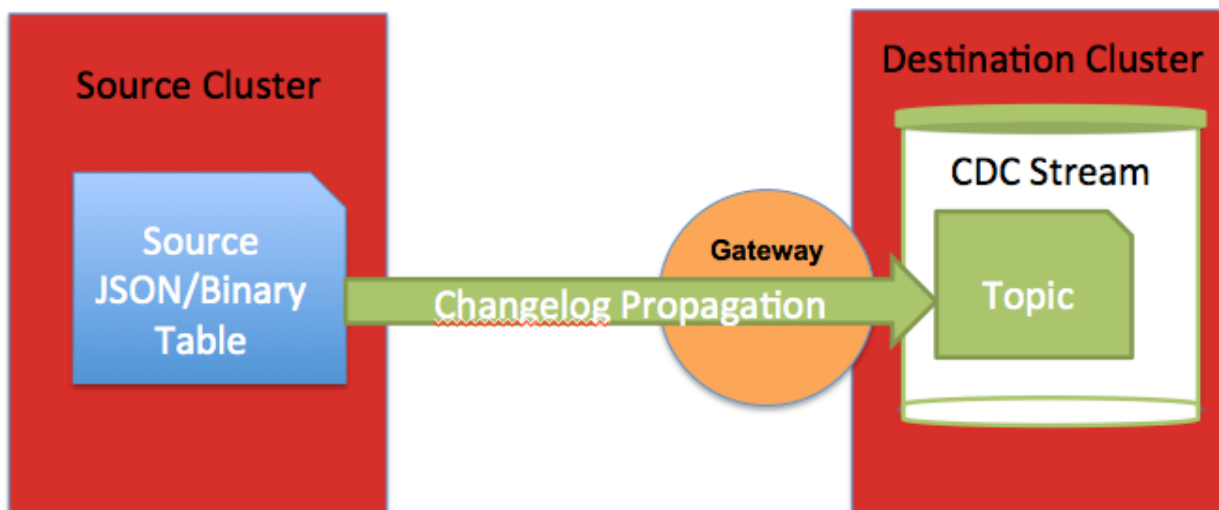 Source Cluster
Source
JSON/Binary
Table
Gateway
Changelog Propagation
Destination Cluster
CDC Stream
Topic